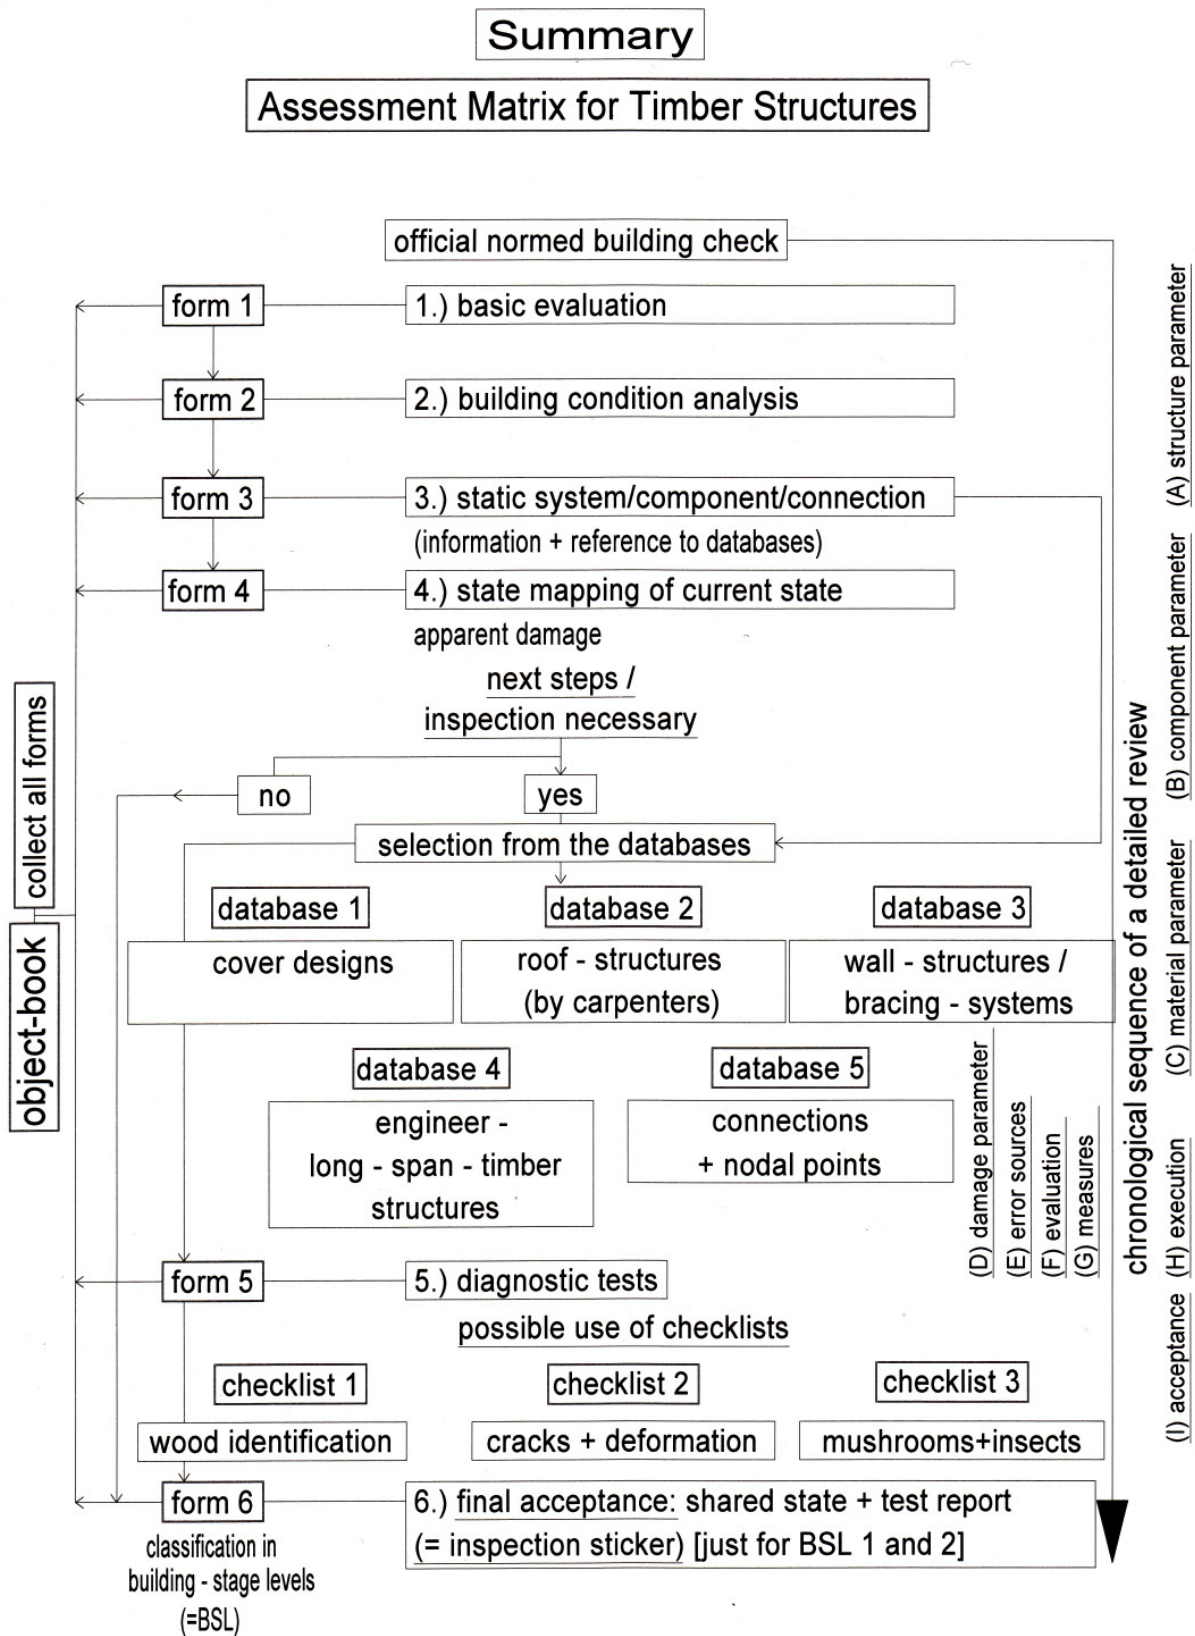 Summary
Assessment Matrix for Timber Structures
official normed building check
form 1
1.) basic evaluation
form 2
2.) building condition analysis
form 3
3.) static system/component/connection
(information + reference to databases)
form 4
4.) state mapping of current state
apparent damage
next steps /
inspection necessary
no
yes
selection from the databases
database 1
cover designs
database 2
roof - structures
(by carpenters)
database 3
wall - structures /
bracing - systems
database 4
engineer -
long - span - timber
structures
database 5
connections
+ nodal points
form 5
5.) diagnostic tests
possible use of checklists
checklist 1
wood identification
checklist 2
cracks + deformation
checklist 3
mushrooms+insects
form 6
classification in
building - stage levels
(=BSL)
6.) final acceptance: shared state + test report
(= inspection sticker) [just for BSL 1 and 2]
collect all forms
object-book
chronological sequence of a detailed review
(A) structure parameter
(B) component parameter
(C) material parameter
(D) damage parameter
(E) error sources
(F) evaluation
(G) measures
(H) execution
(I) acceptance